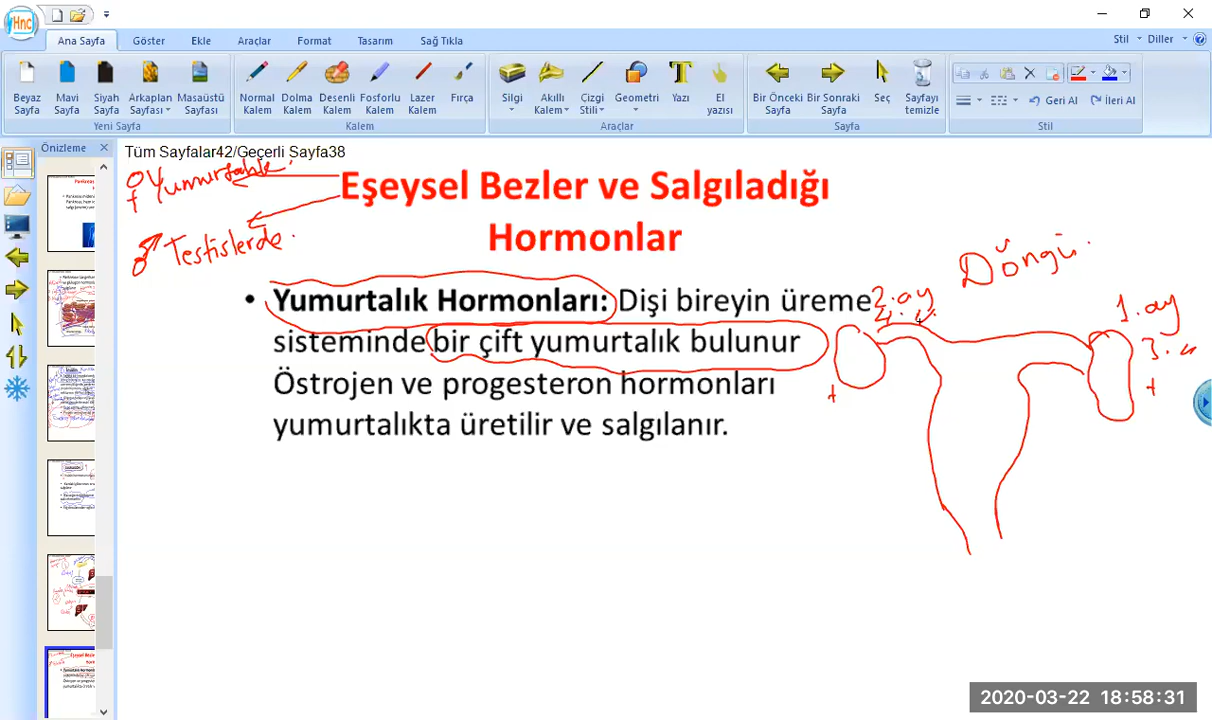 Hnc
Ana Sayfa Göster Ekle Araçlar Format Tasarım Sağ Tıkla Stil Diller
Beyaz Sayfa
Mavi Sayfa
Siyah Sayfa
Arkaplan Sayfası
Masaüstü Sayfası
Normal Kalem
Dolma Kalem
Desenli Kalem
Fosforlu Kalem
Lazer Kalem
Fırça
Silgi
Akıllı Kalem
Çizgi Stili
Geometri
Yazı
El yazısı
Bir Önceki Sayfa
Bir Sonraki Sayfa
Seç
Sayfayı temizle
Geri Al
İleri Al
Yeni Sayfa Kalem Araçlar Sayfa Stil
Önizleme
Tüm Sayfalar42/Geçerli Sayfa38
Yumurtalık
Testislerde
Eşeysel Bezler ve Salgıladığı
Hormonlar
Döngü
• Yumurtalık Hormonları: Dişi bireyin üreme
sisteminde bir çift yumurtalık bulunur
Östrojen ve progesteron hormonları
yumurtalıkta üretilir ve salgılanır.
2. ay
1. ay
3. a
2020-03-22 18:58:31